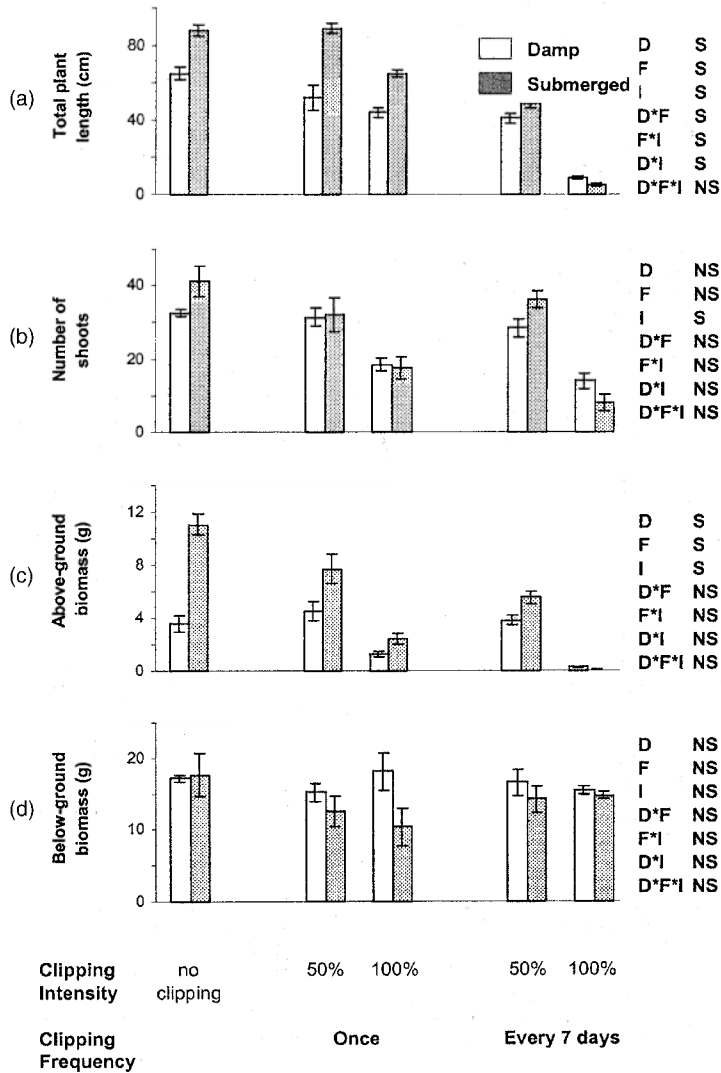 (a)
Total plant
length (cm)
80
40
0
Damp
Submerged
D S
F S
I S
D*F S
F*I S
D*I S
D*F*I NS
(b)
Number of
shoots
40
20
0
D NS
F NS
I S
D*F NS
F*I NS
D*I NS
D*F*I NS
(c)
Above-ground
biomass (g)
12
8
4
0
D S
F S
I S
D*F NS
F*I NS
D*I NS
D*F*I NS
(d)
Below-ground
biomass (g)
20
10
0
D NS
F NS
I NS
D*F NS
F*I NS
D*I NS
D*F*I NS
Clipping
Intensity
no
clipping
50% 100% 50% 100%
Clipping
Frequency
Once Every 7 days